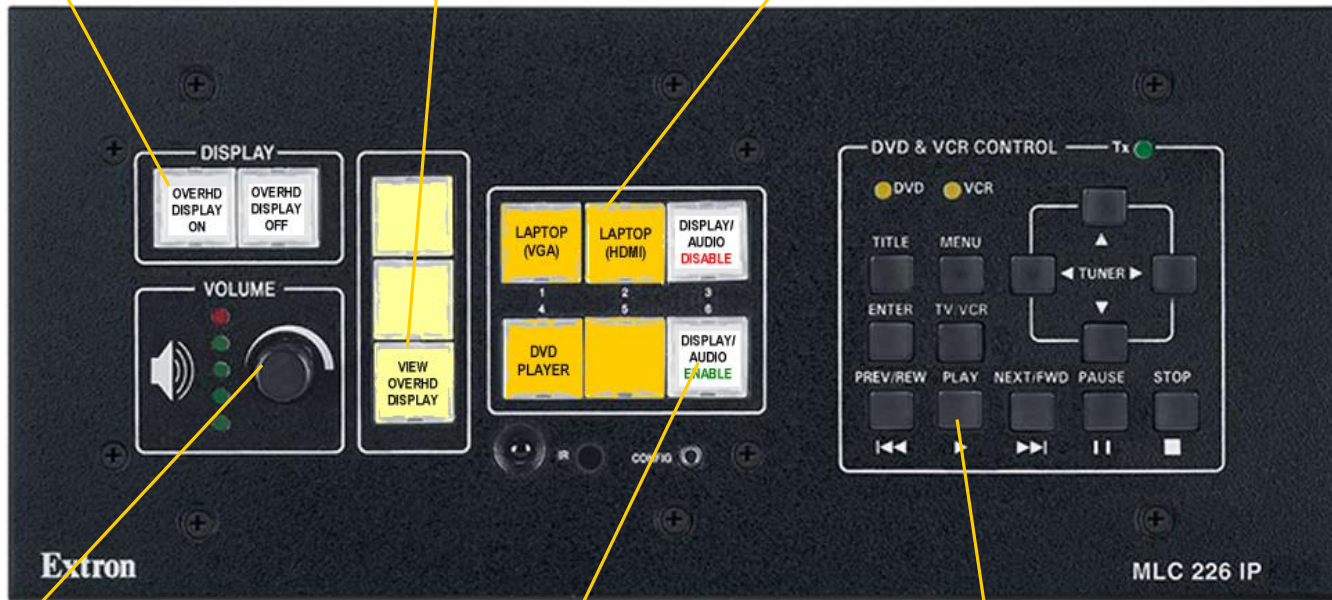 DISPLAY
OVERHD
DISPLAY
ON
OVERHD
DISPLAY
OFF
VOLUME
VIEW
OVERHD
DISPLAY
LAPTOP
(VGA)
LAPTOP
(HDMI)
DISPLAY/
AUDIO
DISABLE
1 2 3
4 5 6
DVD
PLAYER
DISPLAY/
AUDIO
ENABLE
IR
CONFIG
DVD & VCR CONTROL
Tx
DVD VCR
TITLE MENU
TUNER
ENTER TV/VCR
PREV/REW PLAY NEXT/FWD PAUSE STOP
Extron
MLC 226 IP